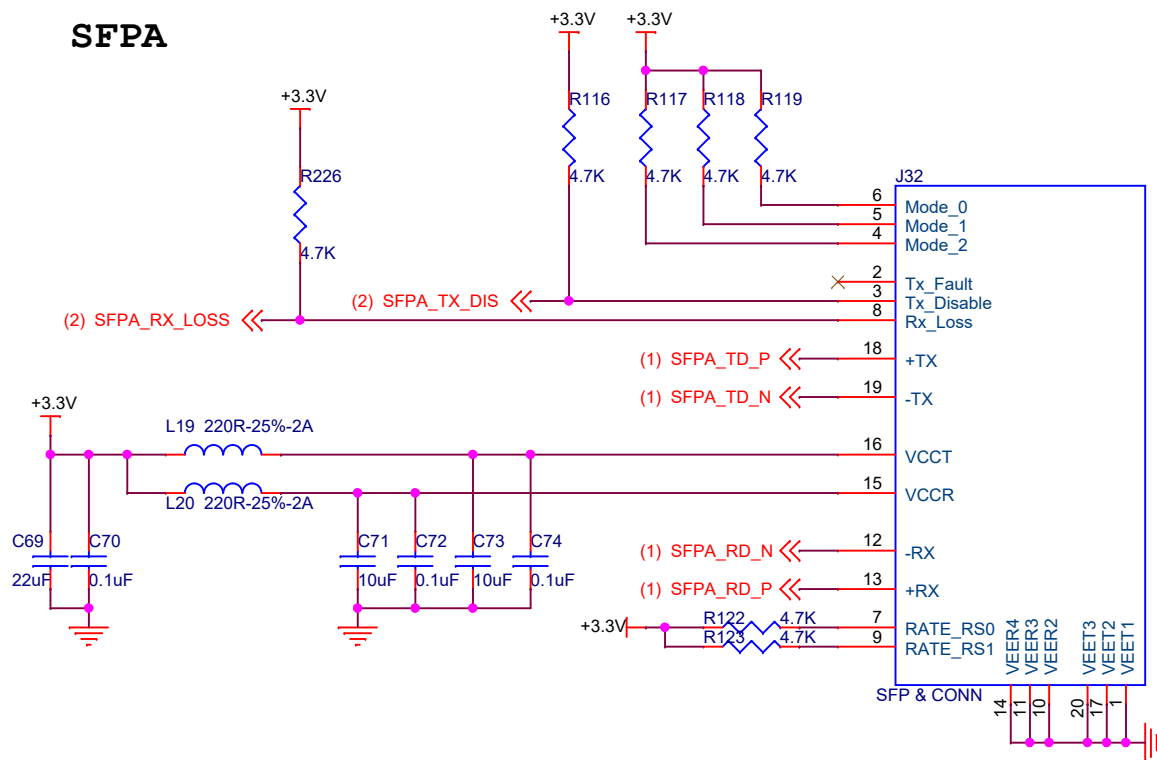 SFPA
+3.3V
+3.3V
+3.3V
R116
R117
R118
R119
4.7K
4.7K
4.7K
4.7K
R226
4.7K
J32
6 Mode_0
5 Mode_1
4 Mode_2
2 Tx_Fault
(2) SFPA_TX_DIS
3 Tx_Disable
(2) SFPA_RX_LOSS
8 Rx_Loss
(1) SFPA_TD_P
18 +TX
(1) SFPA_TD_N
19 -TX
+3.3V
L19 220R-25%-2A
16 VCCT
L20 220R-25%-2A
15 VCCR
C69
22uF
C70
0.1uF
C71
10uF
C72
0.1uF
C73
10uF
C74
0.1uF
(1) SFPA_RD_N
12 -RX
(1) SFPA_RD_P
13 +RX
+3.3V
R122 4.7K
7 RATE_RS0
R123 4.7K
9 RATE_RS1
VEER4
VEER3
VEER2
VEET3
VEET2
VEET1
SFP & CONN
14
11
10
20
17
1